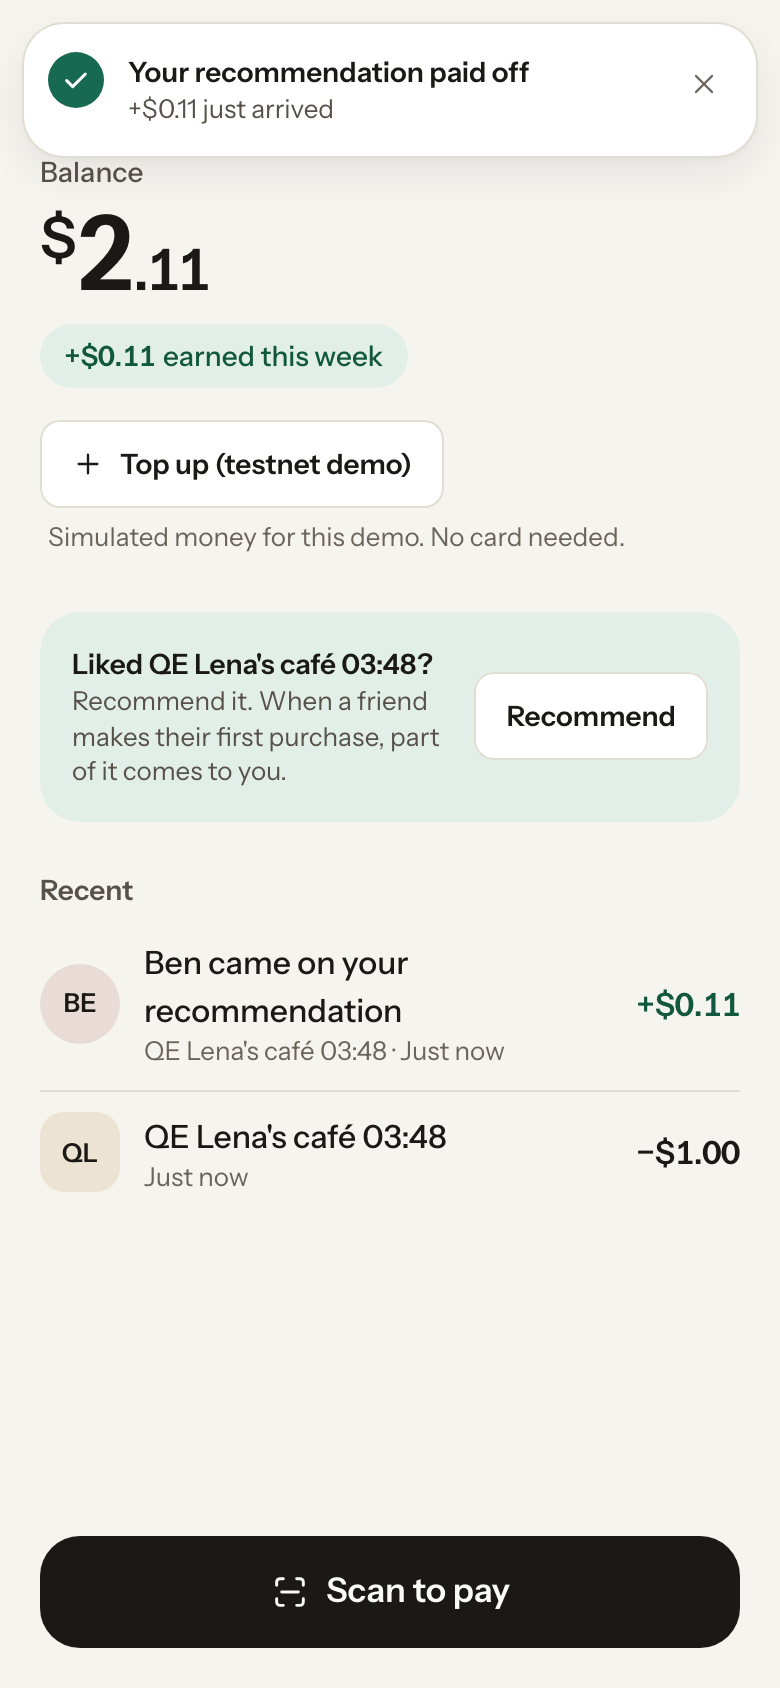 Your recommendation paid off
+$0.11 just arrived
Balance
$2.11
+$0.11 earned this week
Top up (testnet demo)
Simulated money for this demo. No card needed.
Liked QE Lena's café 03:48?
Recommend it. When a friend
makes their first purchase, part
of it comes to you.
Recommend
Recent
BE
Ben came on your
recommendation
+$0.11
QE Lena's café 03:48 · Just now
QL
QE Lena's café 03:48
−$1.00
Just now
Scan to pay